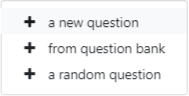 + a new question
+ from question bank
+ a random question